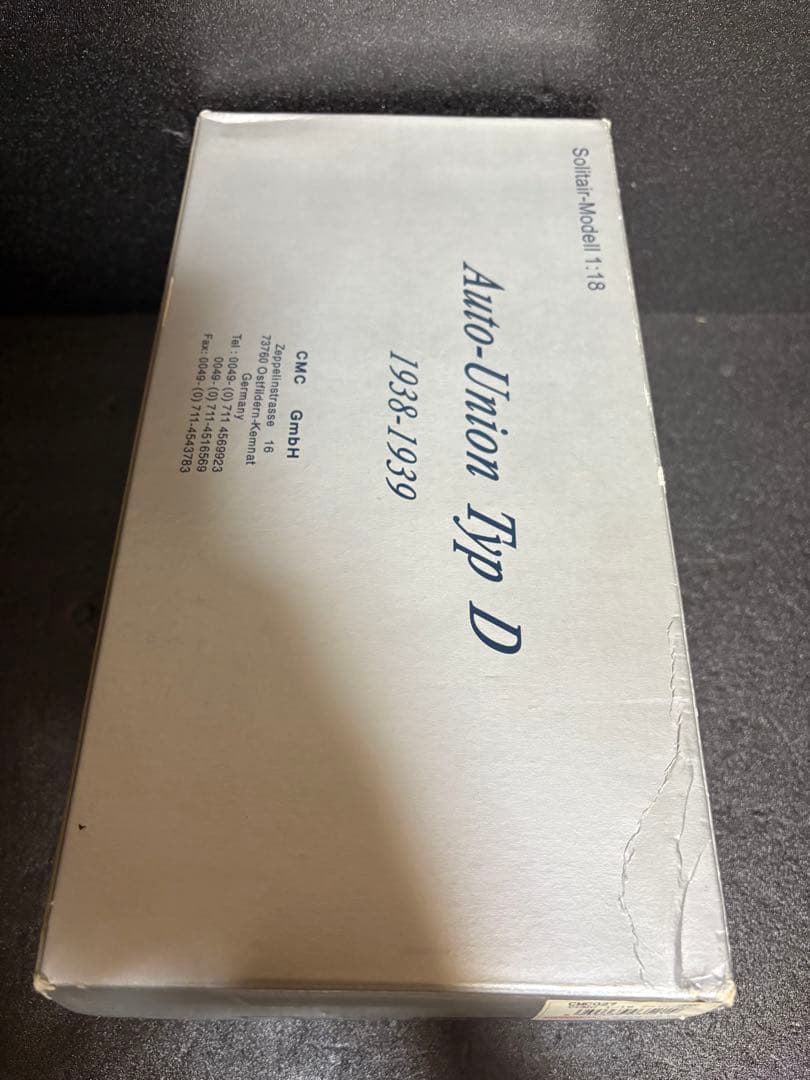 Solitair-Modell 1:18
Auto-Union Typ D
1938-1939
CMC GmbH
Zeppelinstrasse 16
73760 Ostfildern-Kemnat
Germany
Tel : 0049- (0) 711 4569923
0049- (0) 711-4516569
Fax: 0049- (0) 711-4543783